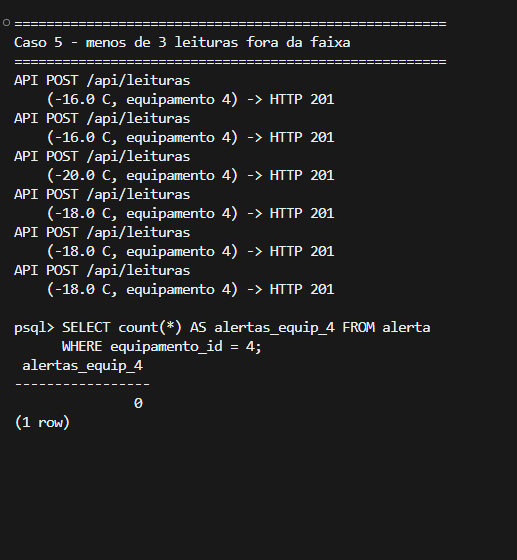 ======================================================
Caso 5 - menos de 3 leituras fora da faixa
======================================================
API POST /api/leituras
    (-16.0 C, equipamento 4) -> HTTP 201
API POST /api/leituras
    (-16.0 C, equipamento 4) -> HTTP 201
API POST /api/leituras
    (-20.0 C, equipamento 4) -> HTTP 201
API POST /api/leituras
    (-18.0 C, equipamento 4) -> HTTP 201
API POST /api/leituras
    (-18.0 C, equipamento 4) -> HTTP 201
API POST /api/leituras
    (-18.0 C, equipamento 4) -> HTTP 201
psql> SELECT count(*) AS alertas_equip_4 FROM alerta
      WHERE equipamento_id = 4;
 alertas_equip_4
-----------------
               0
(1 row)